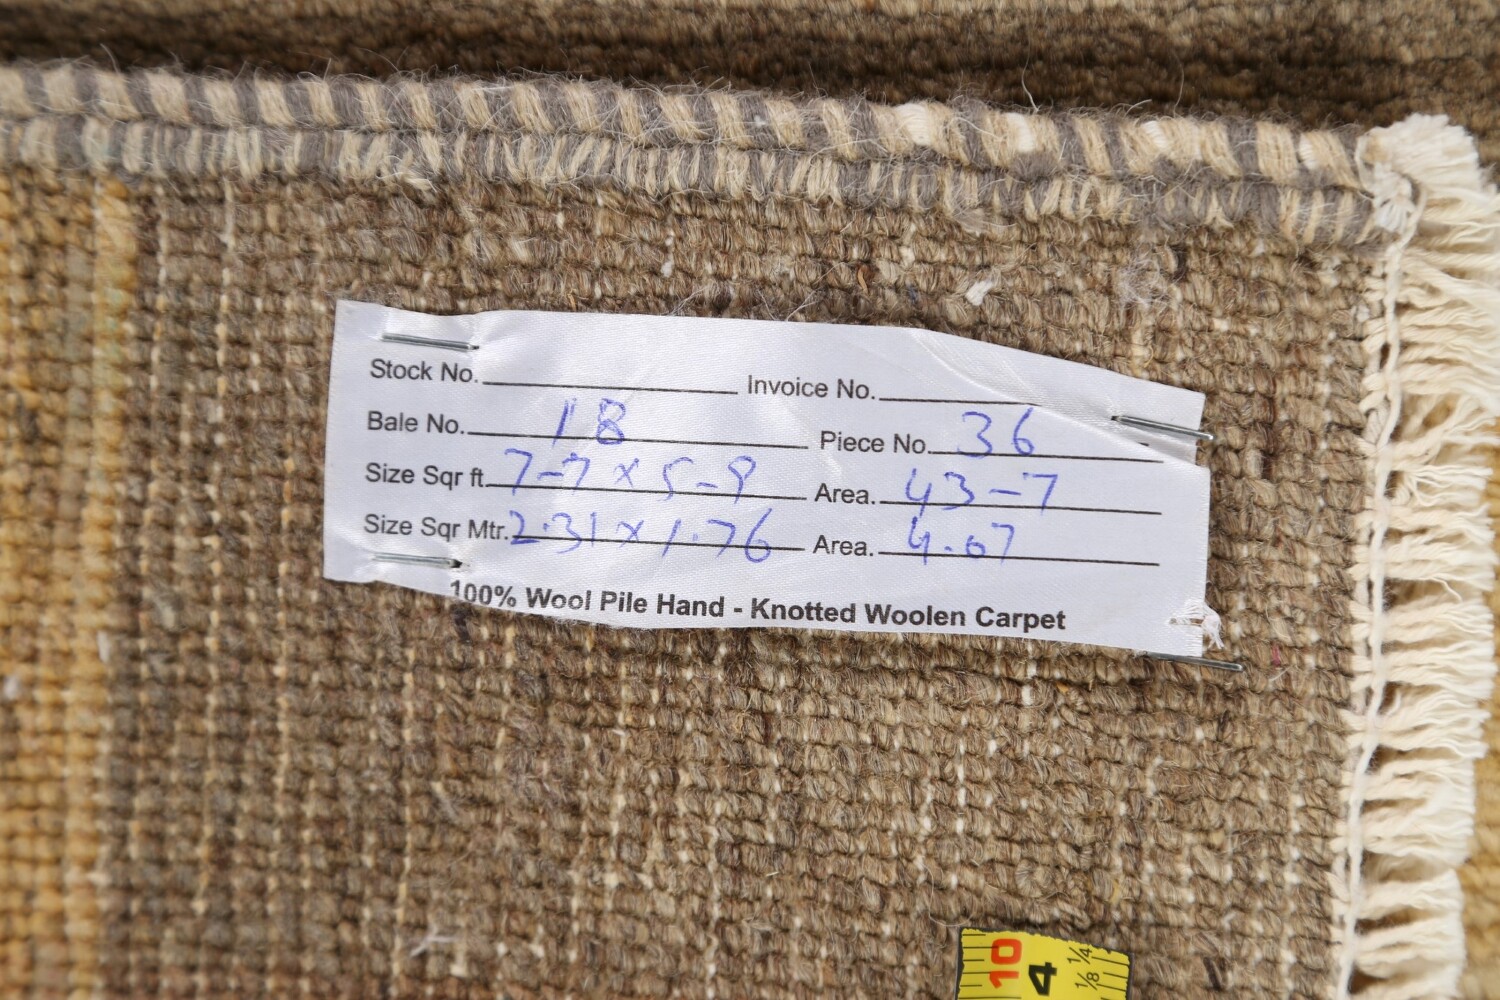 Stock No. Invoice No.
Bale No. 18 Piece No. 36
Size Sqr ft. 7-7 x 5-9 Area. 43-7
Size Sqr Mtr. 2.31 x 1.76 Area. 4.07
100% Wool Pile Hand - Knotted Woolen Carpet
10
4 1/8 1/4